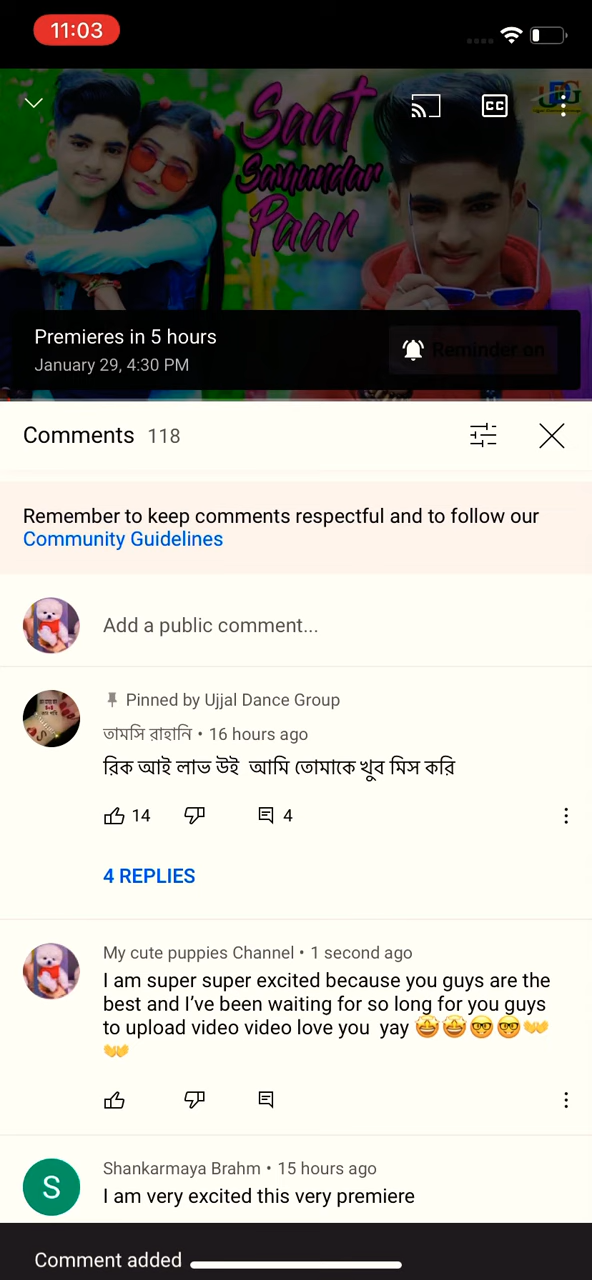 11:03
Saat
Samundar
Paar
CC
UDG
Premieres in 5 hours
January 29, 4:30 PM
Reminder on
Comments 118
Remember to keep comments respectful and to follow our
Community Guidelines
Add a public comment...
Pinned by Ujjal Dance Group
তামসি রাহানি • 16 hours ago
রিক আই লাভ উই আমি তোমাকে খুব মিস করি
14
4
4 REPLIES
My cute puppies Channel • 1 second ago
I am super super excited because you guys are the
best and I've been waiting for so long for you guys
to upload video video love you yay 🤩🤩🤓🤓👐
👐
S
Shankarmaya Brahm • 15 hours ago
I am very excited this very premiere
Comment added